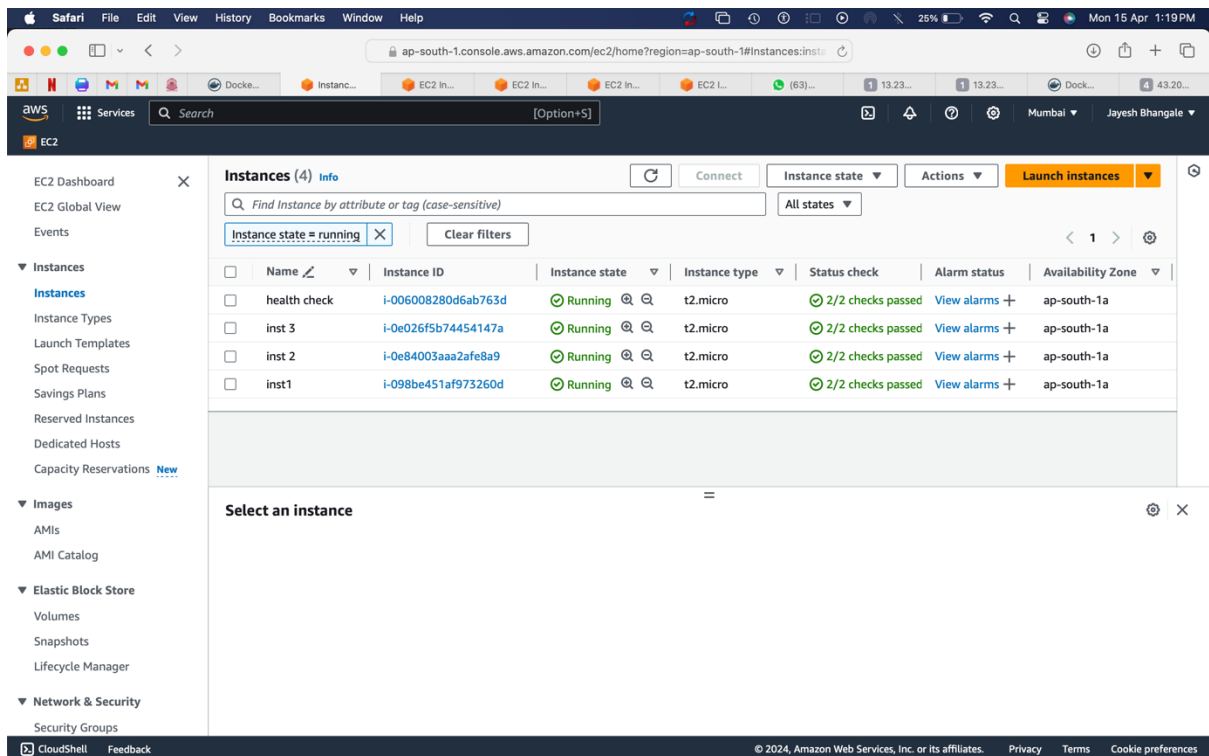 Safari File Edit View History Bookmarks Window Help 25% Mon 15 Apr 1:19 PM
ap-south-1.console.aws.amazon.com/ec2/home?region=ap-south-1#Instances:insta
N M M Docke... Instanc... EC2 In... EC2 In... EC2 In... EC2 I... (63)... 1 13.23... 1 13.23... Dock... 4 43.20...
aws Services Search [Option+S] Mumbai ▼ Jayesh Bhangale ▼
EC2
EC2 Dashboard
EC2 Global View
Events
▼ Instances
Instances
Instance Types
Launch Templates
Spot Requests
Savings Plans
Reserved Instances
Dedicated Hosts
Capacity Reservations New
▼ Images
AMIs
AMI Catalog
▼ Elastic Block Store
Volumes
Snapshots
Lifecycle Manager
▼ Network & Security
Security Groups
Instances (4) Info Connect Instance state ▼ Actions ▼ Launch instances ▼
Find Instance by attribute or tag (case-sensitive) All states ▼
Instance state = running Clear filters 1
Name Instance ID Instance state Instance type Status check Alarm status Availability Zone
health check i-006008280d6ab763d Running t2.micro 2/2 checks passed View alarms + ap-south-1a
inst 3 i-0e026f5b74454147a Running t2.micro 2/2 checks passed View alarms + ap-south-1a
inst 2 i-0e84003aaa2afe8a9 Running t2.micro 2/2 checks passed View alarms + ap-south-1a
inst1 i-098be451af973260d Running t2.micro 2/2 checks passed View alarms + ap-south-1a
Select an instance
CloudShell Feedback © 2024, Amazon Web Services, Inc. or its affiliates. Privacy Terms Cookie preferences